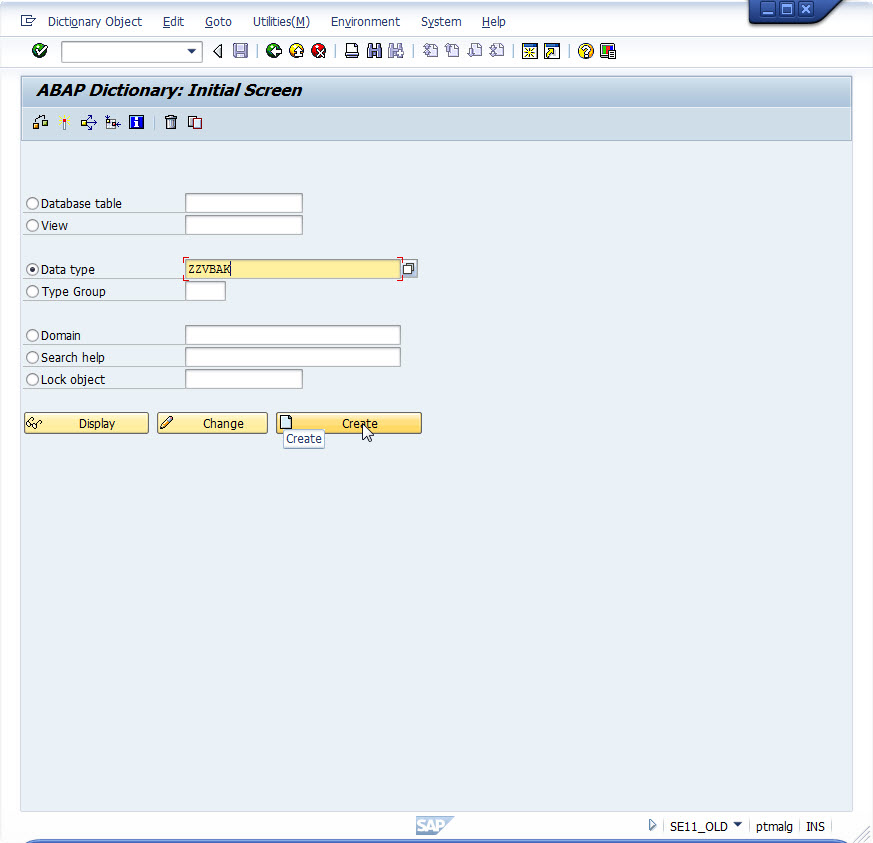 Dictionary Object Edit Goto Utilities(M) Environment System Help
ABAP Dictionary: Initial Screen
Database table
View
Data type ZZVBAK
Type Group
Domain
Search help
Lock object
Display Change Create
Create
SAP SE11_OLD ptmalg INS